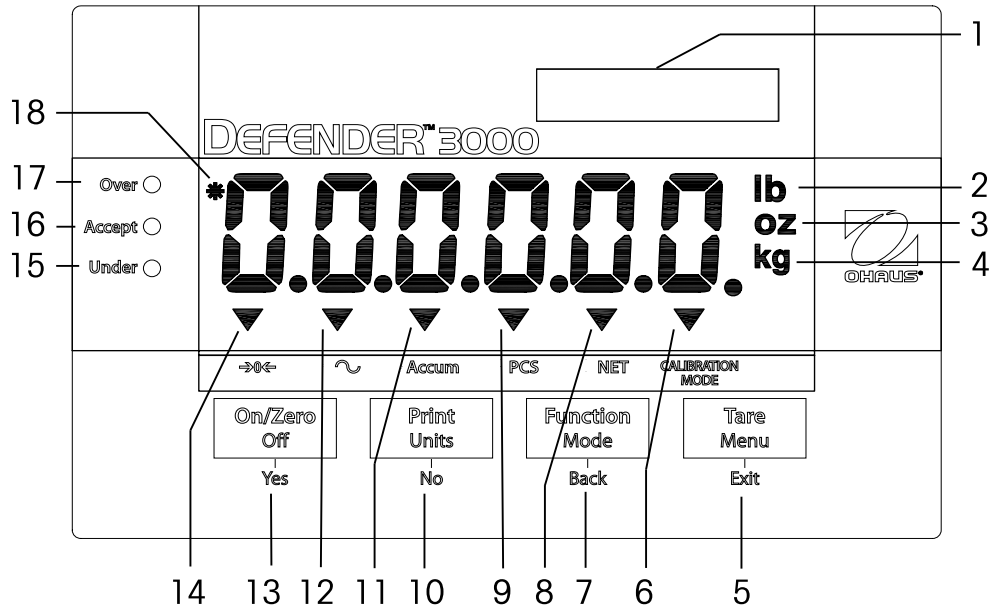 1
18
DEFENDER™ 3000
17 Over
*0.0.0.0.0.0.
lb 2
16 Accept
oz 3
15 Under
kg 4
OHAUS®
→0← ~ Accum PCS NET CALIBRATION
MODE
On/Zero Print Function Tare
Off Units Mode Menu
Yes No Back Exit
14 13 12 11 10 9 8 7 6 5